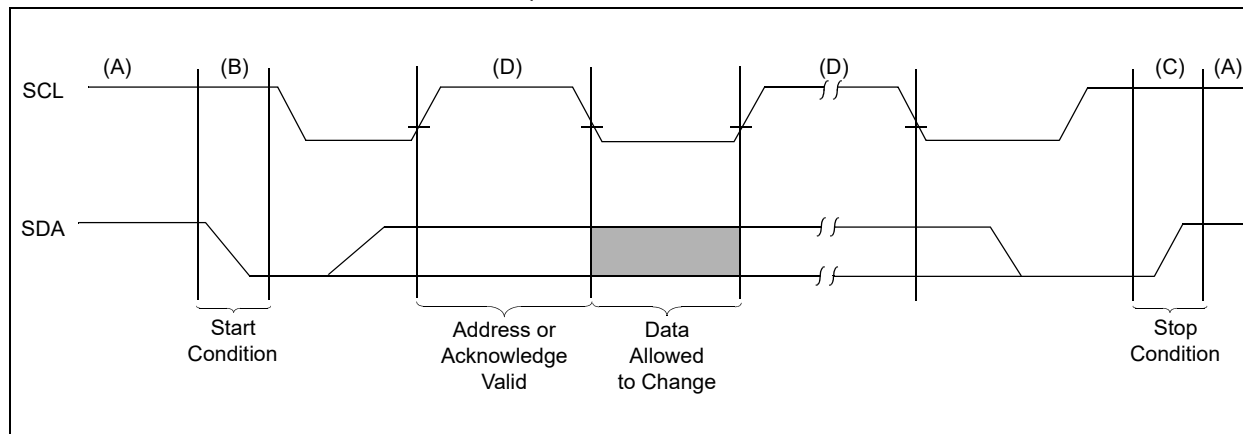 (A)
(B)
(D)
(D)
(C)
(A)
SCL
SDA
Start
Condition
Address or
Acknowledge
Valid
Data
Allowed
to Change
Stop
Condition